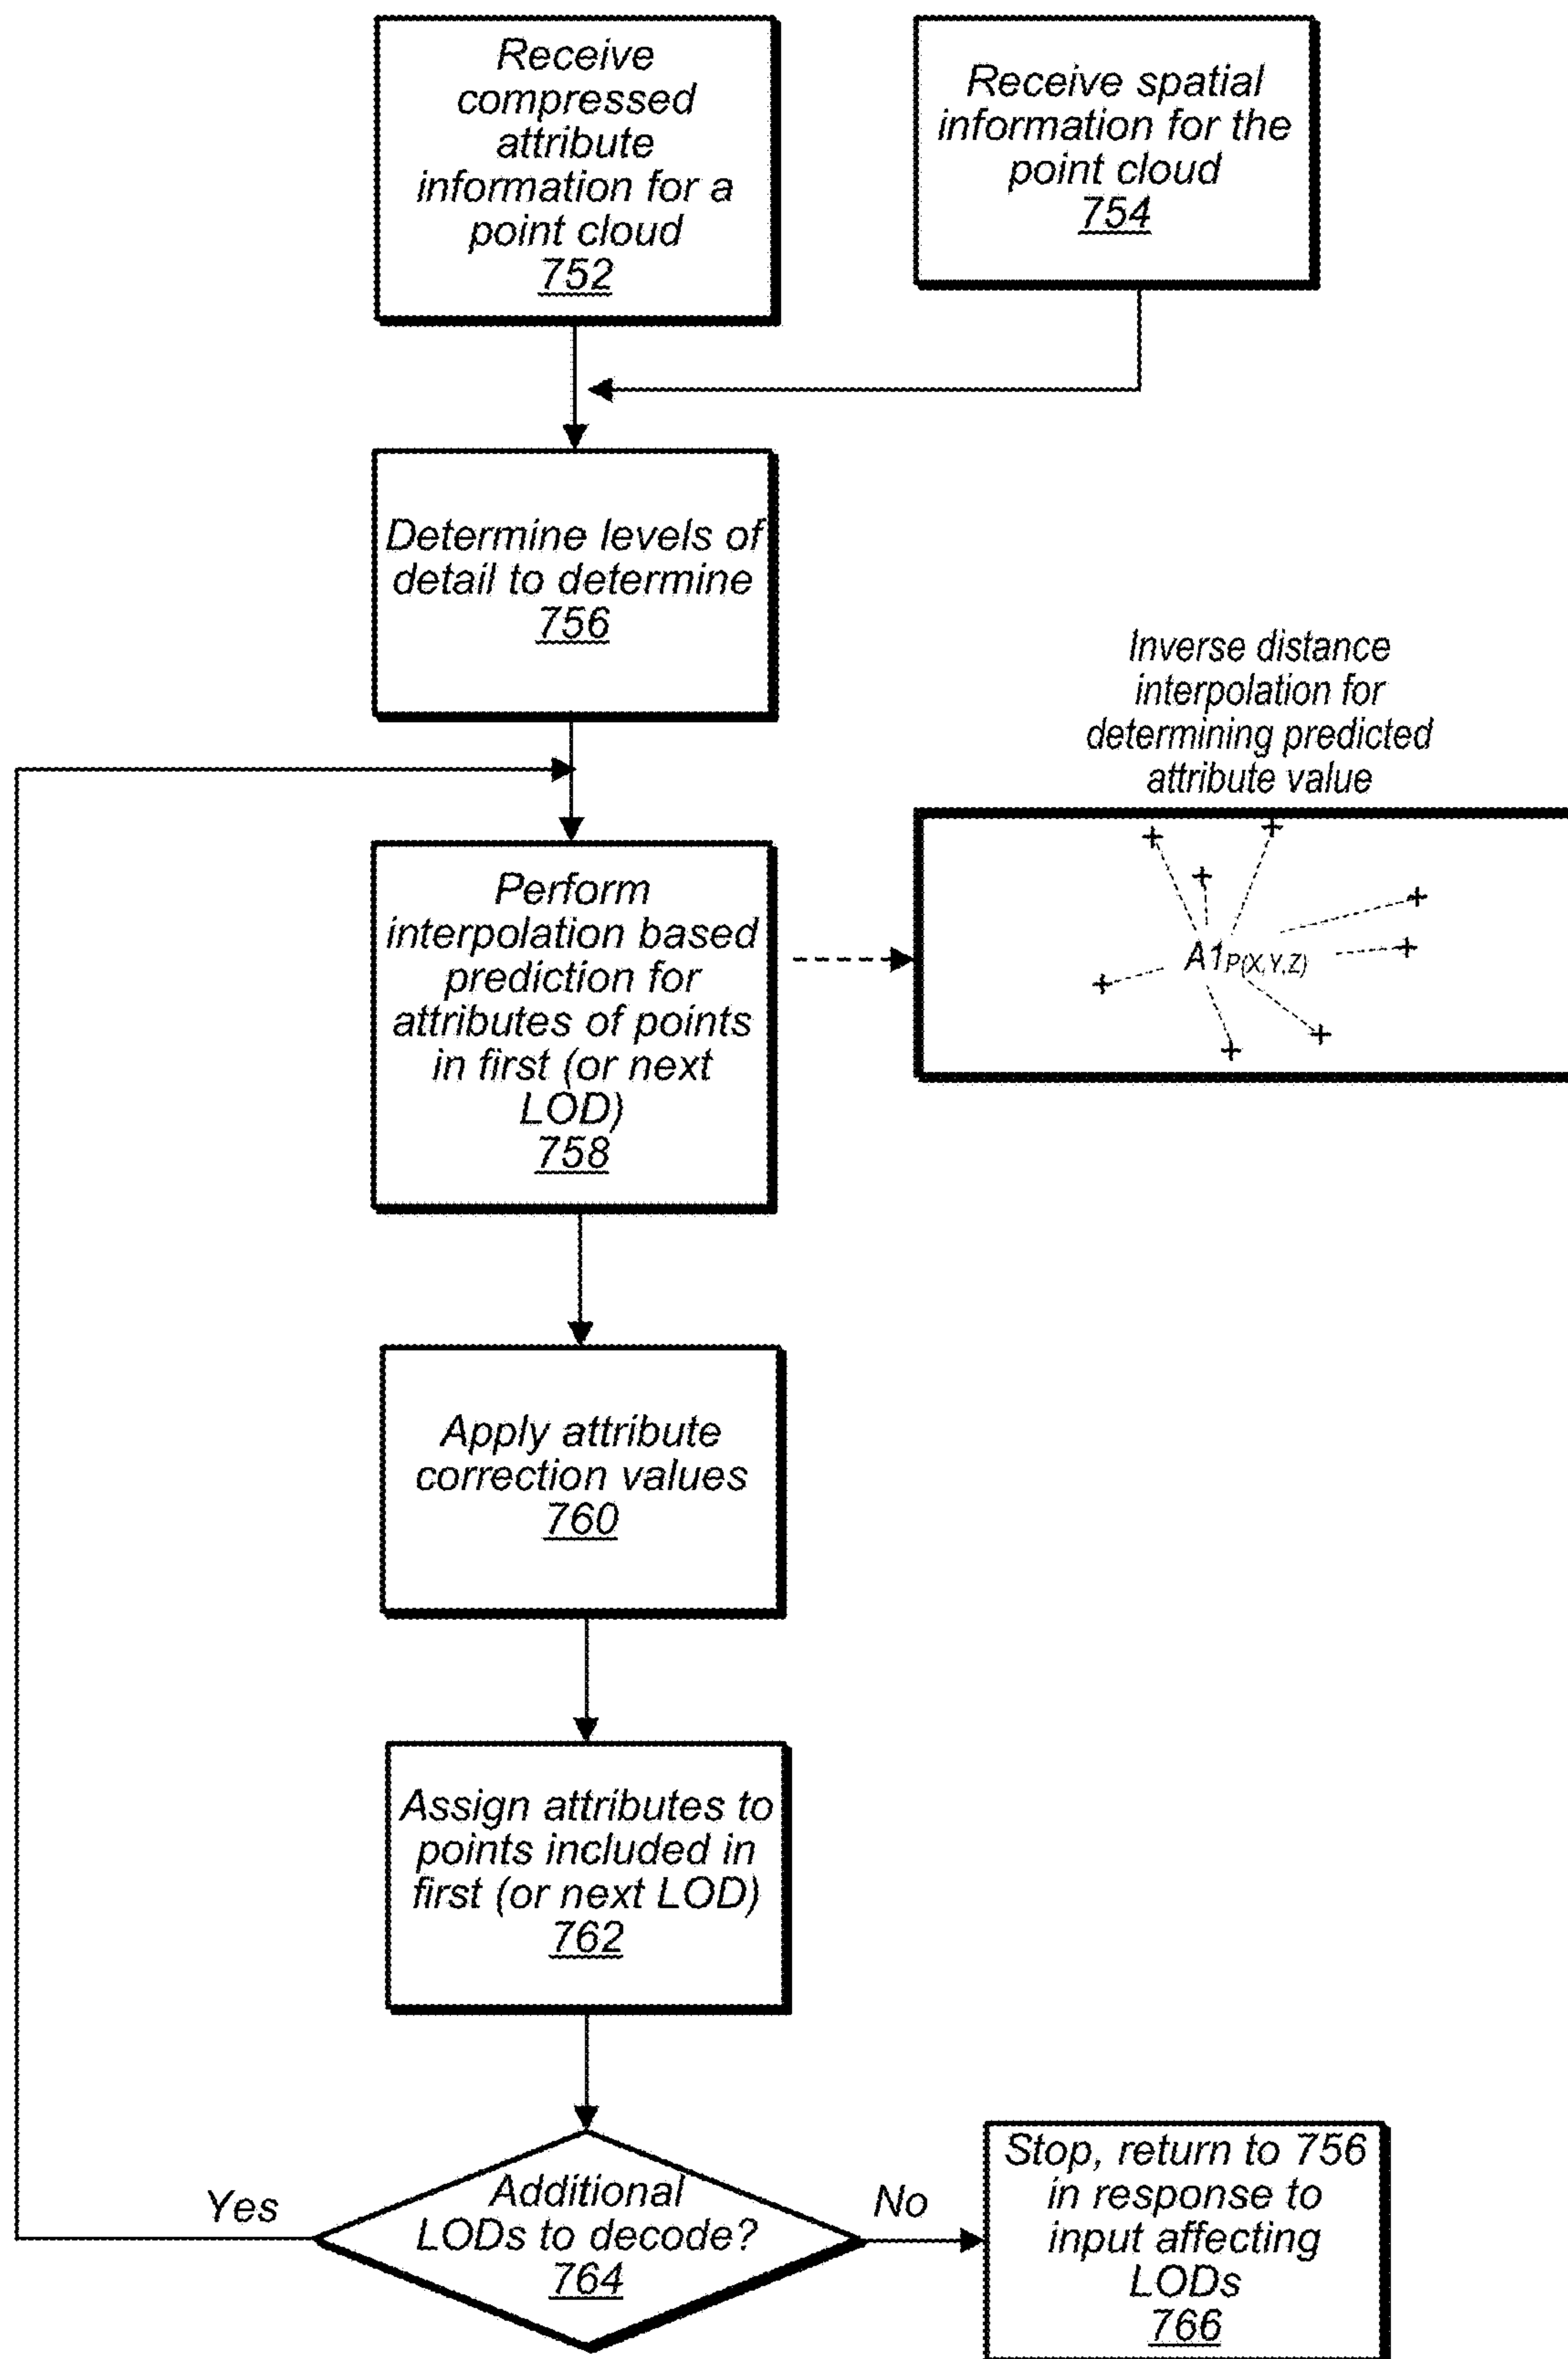 Receive
compressed
attribute
information for a
point cloud
752
Receive spatial
information for the
point cloud
754
Determine levels of
detail to determine
756
Inverse distance
interpolation for
determining predicted
attribute value
Perform
interpolation based
prediction for
attributes of points
in first (or next
LOD)
758
A1P(X,Y,Z)
Apply attribute
correction values
760
Assign attributes to
points included in
first (or next LOD)
762
Additional
LODs to decode?
764
Yes
No
Stop, return to 756
in response to
input affecting
LODs
766